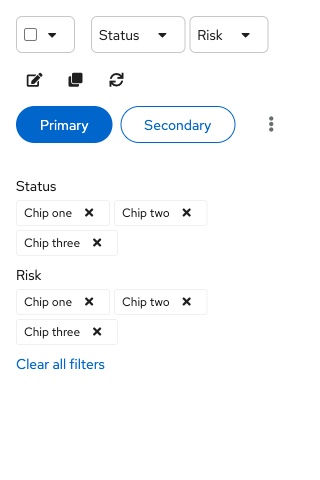 Status Risk
Primary Secondary
Status
Chip one Chip two
Chip three
Risk
Chip one Chip two
Chip three
Clear all filters